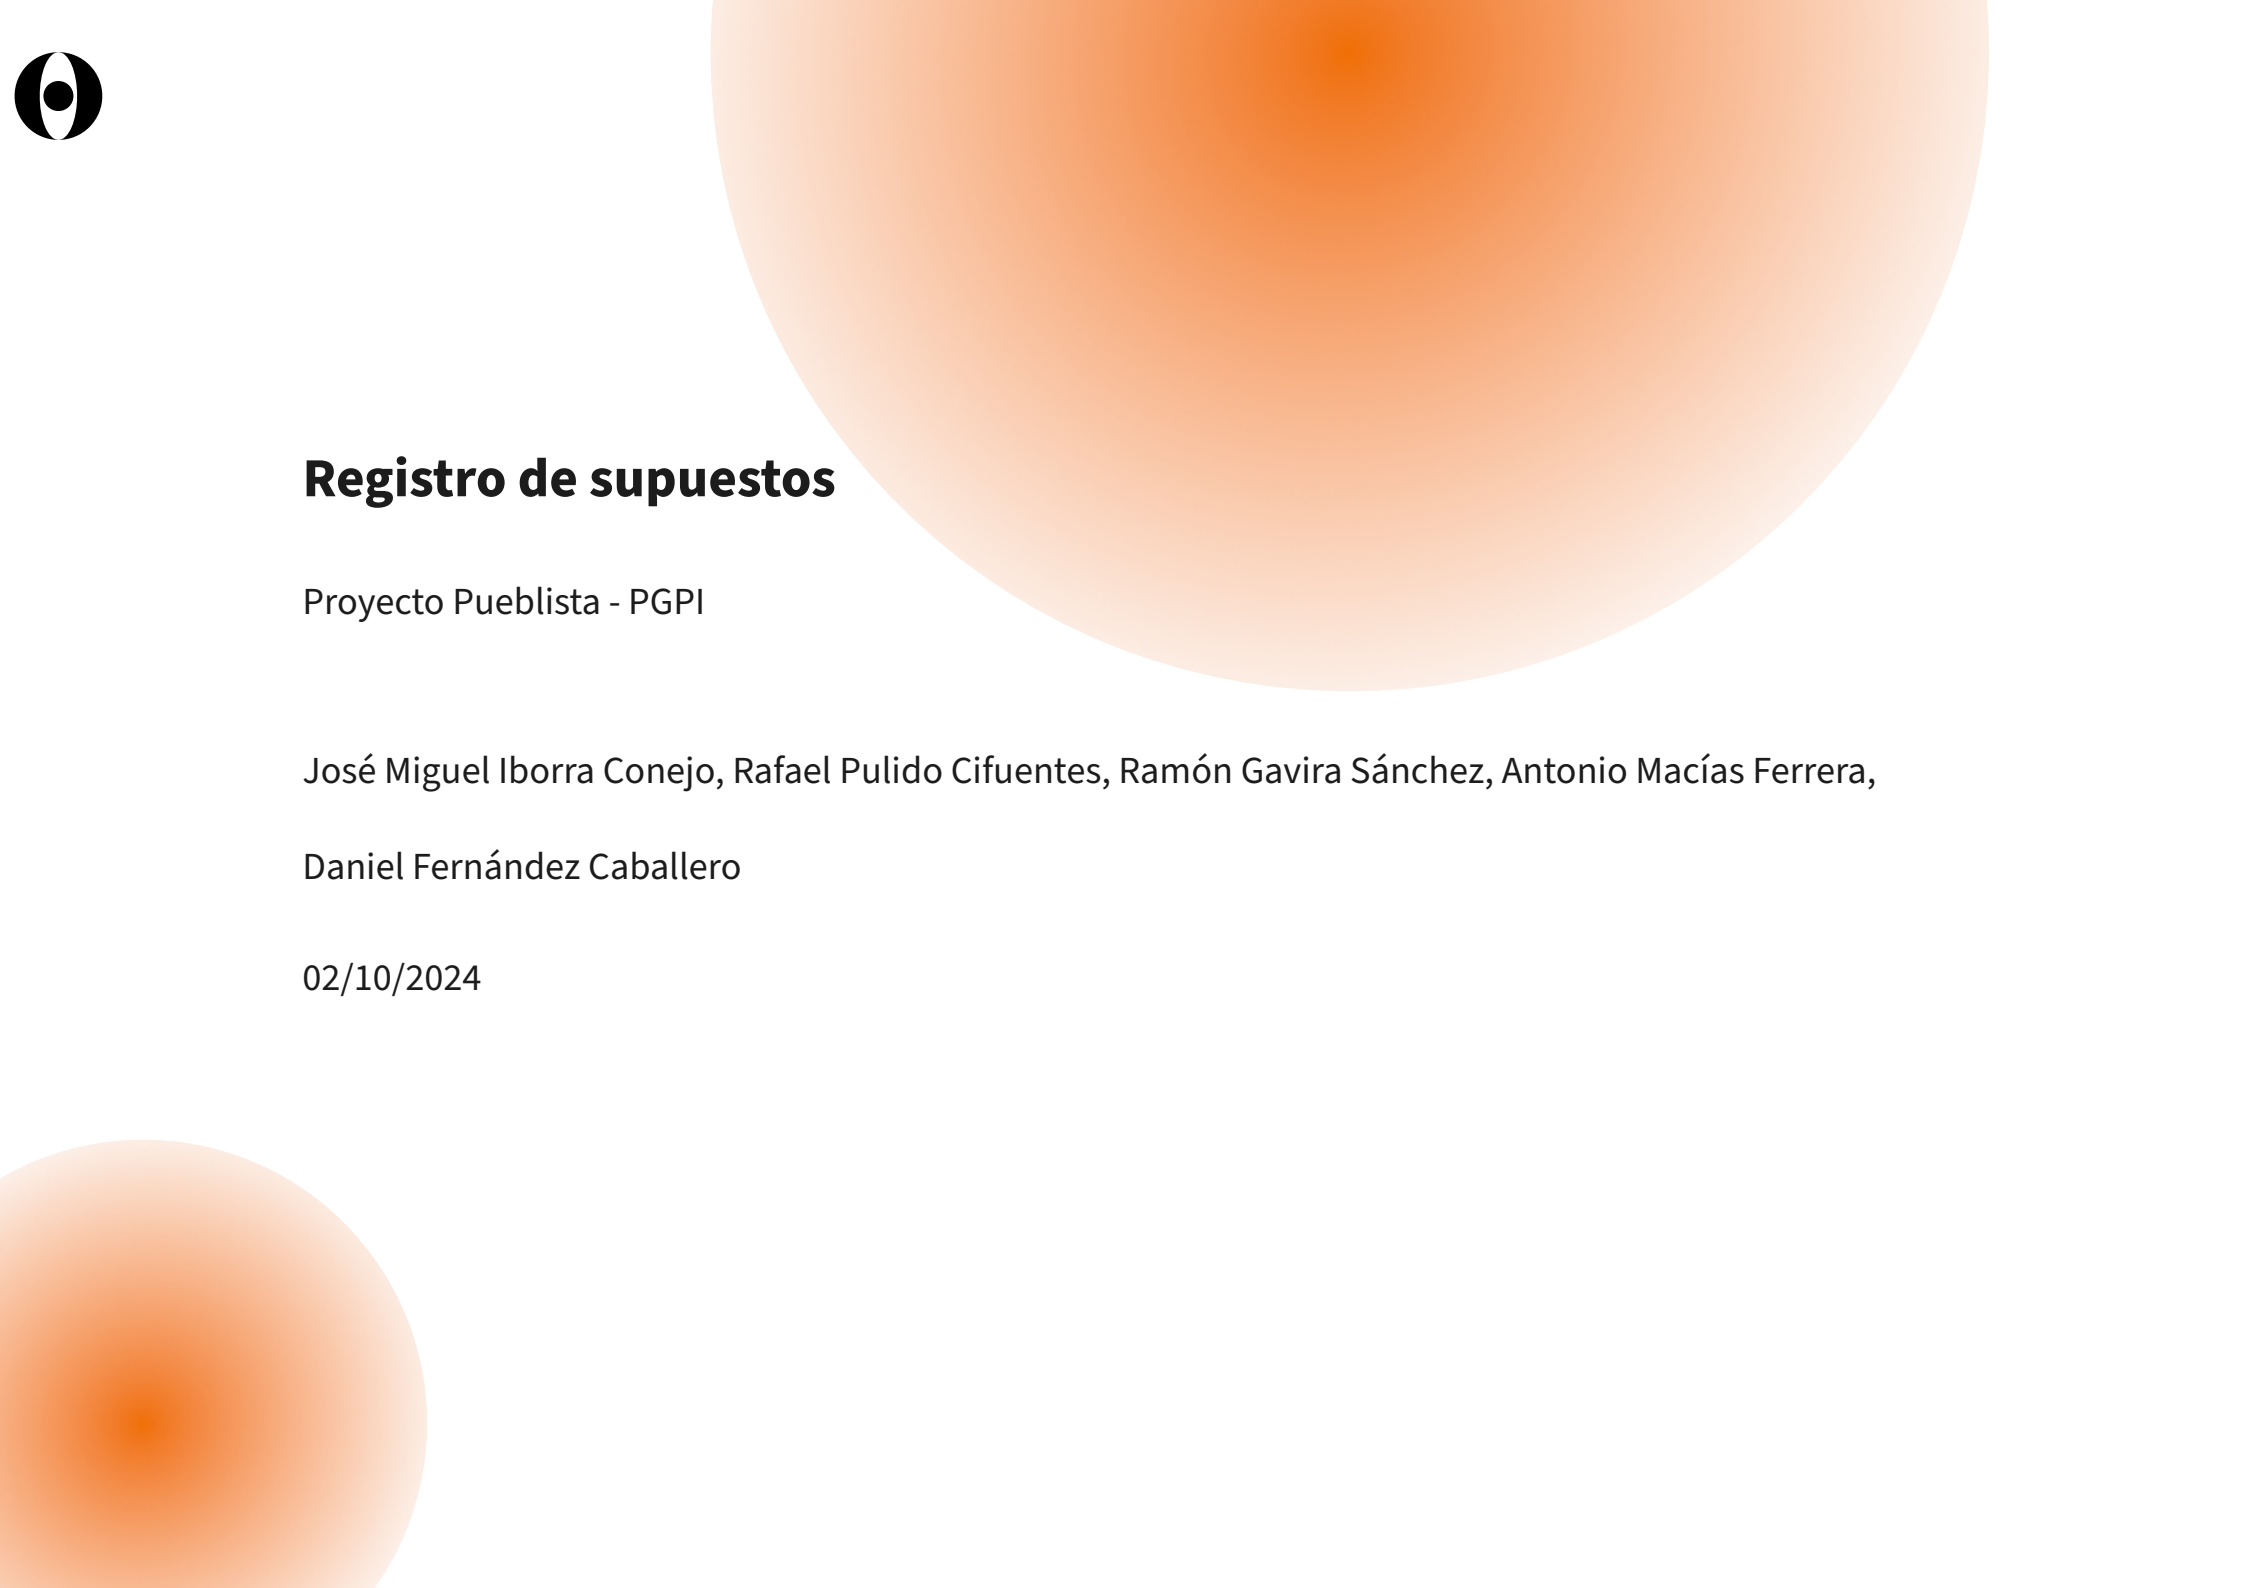 Registro de supuestos
Proyecto Pueblista - PGPI
José Miguel Iborra Conejo, Rafael Pulido Cifuentes, Ramón Gavira Sánchez, Antonio Macías Ferrera,
Daniel Fernández Caballero
02/10/2024